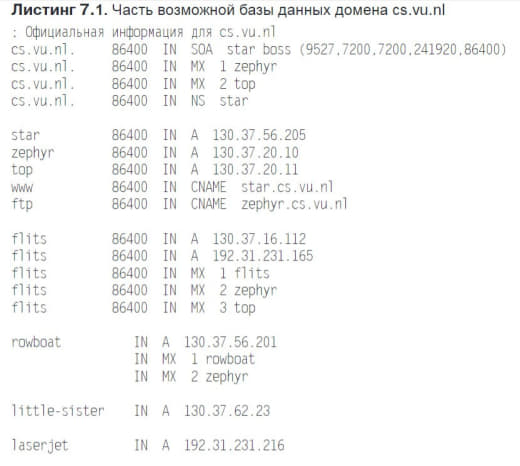 Листинг 7.1. Часть возможной базы данных домена cs.vu.nl
; Официальная информация для cs.vu.nl
cs.vu.nl. 86400 IN SOA star boss (9527,7200,7200,241920,86400)
cs.vu.nl. 86400 IN MX 1 zephyr
cs.vu.nl. 86400 IN MX 2 top
cs.vu.nl. 86400 IN NS star
star 86400 IN A 130.37.56.205
zephyr 86400 IN A 130.37.20.10
top 86400 IN A 130.37.20.11
www 86400 IN CNAME star.cs.vu.nl
ftp 86400 IN CNAME zephyr.cs.vu.nl
flits 86400 IN A 130.37.16.112
flits 86400 IN A 192.31.231.165
flits 86400 IN MX 1 flits
flits 86400 IN MX 2 zephyr
flits 86400 IN MX 3 top
rowboat IN A 130.37.56.201
IN MX 1 rowboat
IN MX 2 zephyr
little-sister IN A 130.37.62.23
laserjet IN A 192.31.231.216